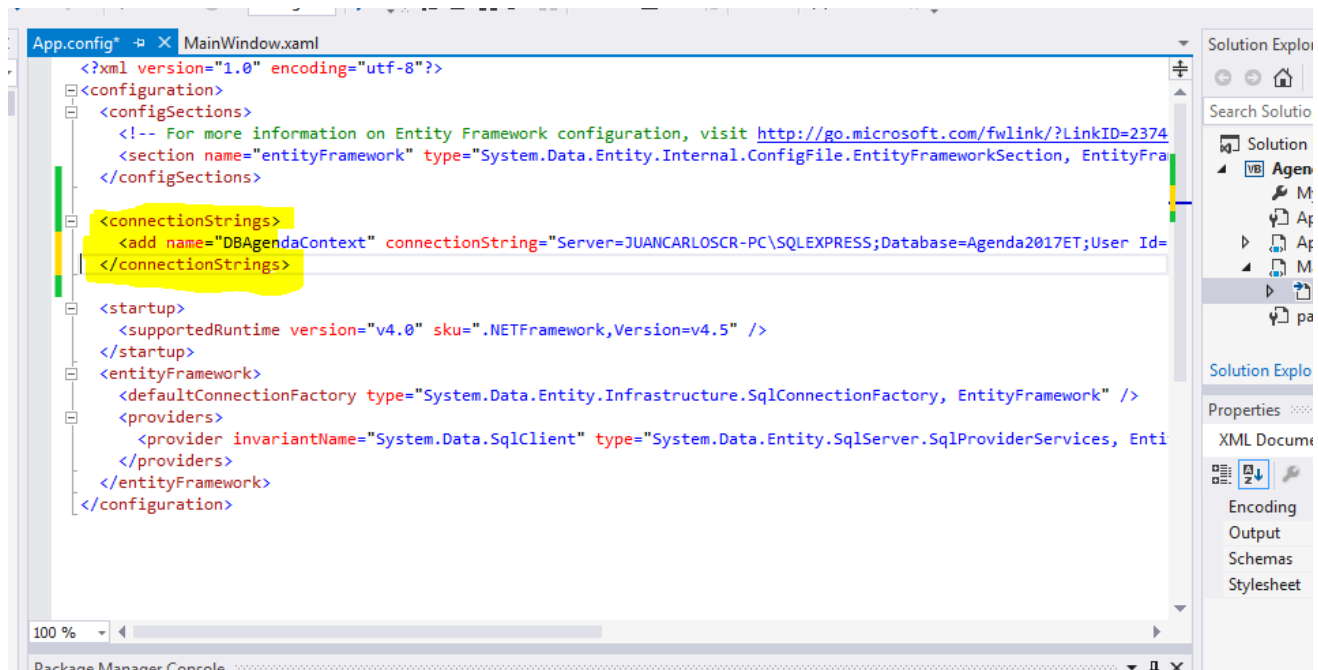 App.config* MainWindow.xaml
<?xml version="1.0" encoding="utf-8"?>
<configuration>
<configSections>
<!-- For more information on Entity Framework configuration, visit http://go.microsoft.com/fwlink/?LinkID=2374
<section name="entityFramework" type="System.Data.Entity.Internal.ConfigFile.EntityFrameworkSection, EntityFra
</configSections>
<connectionStrings>
<add name="DBAgendaContext" connectionString="Server=JUANCARLOSCR-PC\SQLEXPRESS;Database=Agenda2017ET;User Id=
</connectionStrings>
<startup>
<supportedRuntime version="v4.0" sku=".NETFramework,Version=v4.5" />
</startup>
<entityFramework>
<defaultConnectionFactory type="System.Data.Entity.Infrastructure.SqlConnectionFactory, EntityFramework" />
<providers>
<provider invariantName="System.Data.SqlClient" type="System.Data.Entity.SqlServer.SqlProviderServices, Enti
</providers>
</entityFramework>
</configuration>
100 %
Package Manager Console
Solution Explor
Search Solutio
Solution
VB Agen
M
Ap
Ap
M
pa
Solution Explo
Properties
XML Docume
Encoding
Output
Schemas
Stylesheet